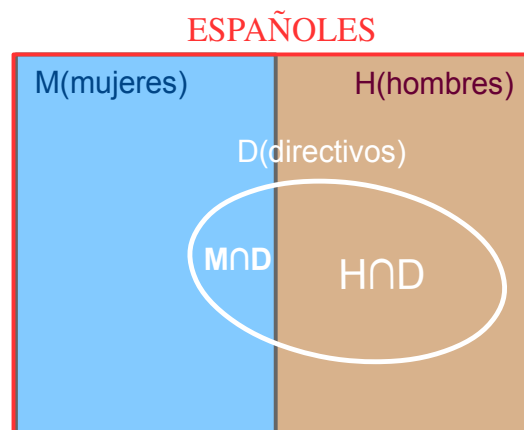 ESPAÑOLES
M(mujeres) H(hombres)
D(directivos)
M∩D H∩D